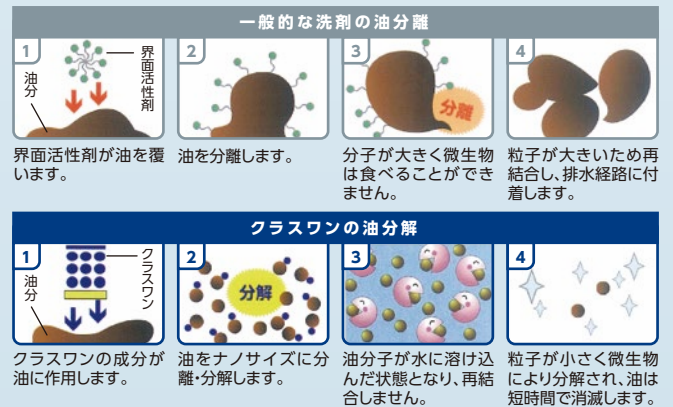 一般的な洗剤の油分離
1
油分
界面活性剤
2
3
分離
4
界面活性剤が油を覆
います。
油を分離します。
分子が大きく微生物
は食べることができ
ません。
粒子が大きいため再
結合し、排水経路に付
着します。
クラスワンの油分解
1
油分
クラスワン
2
分解
3
4
クラスワンの成分が
油に作用します。
油をナノサイズに分
離・分解します。
油分子が水に溶け込
んだ状態となり、再結
合しません。
粒子が小さく微生物
により分解され、油は
短時間で消滅します。